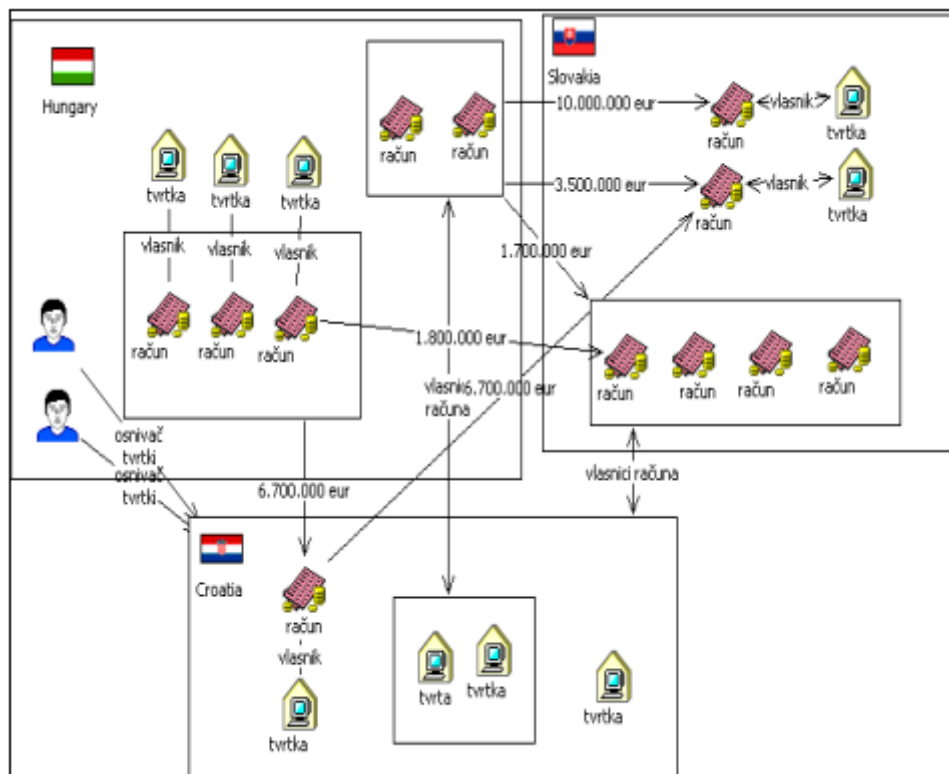 Hungary
Slovakia
račun
račun
10.000.000 eur
račun
vlasnik
tvrtka
3.500.000 eur
račun
vlasnik
tvrtka
tvrtka
tvrtka
tvrtka
vlasnik
vlasnik
vlasnik
1.700.000 eur
račun
račun
račun
1.800.000 eur
račun
račun
račun
račun
vlasnici
računa
6.700.000 eur
osnivač
tvrtki
osnivač
tvrtki
6.700.000 eur
vlasnici računa
Croatia
račun
vlasnik
tvrtka
tvrta
tvrtka
tvrtka